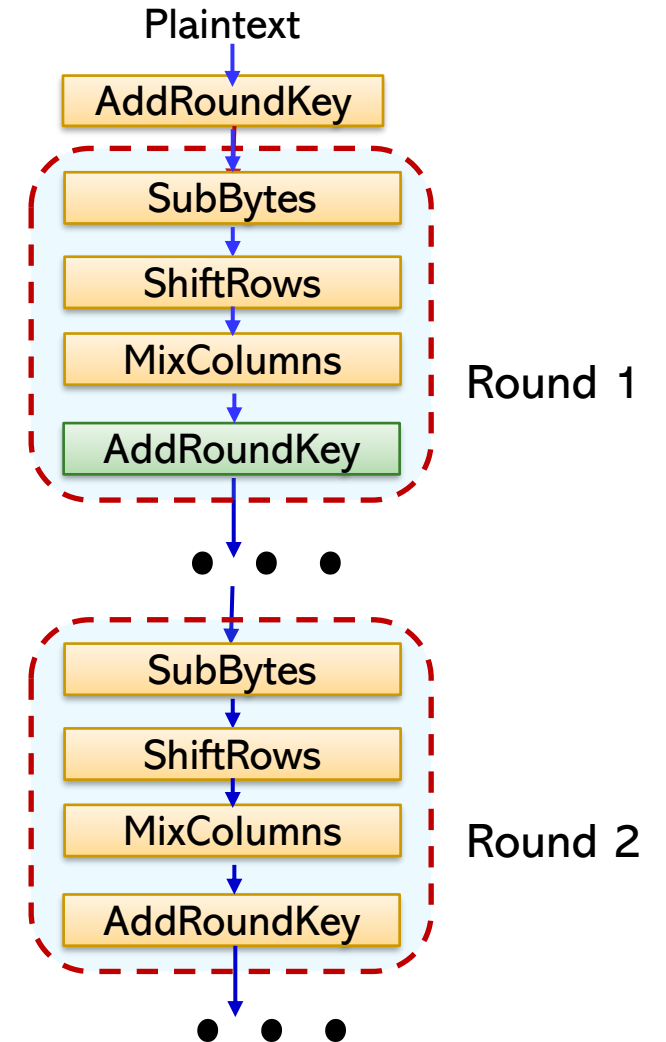 Plaintext
AddRoundKey
SubBytes
ShiftRows
MixColumns
Round 1
AddRoundKey
• • •
SubBytes
ShiftRows
MixColumns
Round 2
AddRoundKey
• • •